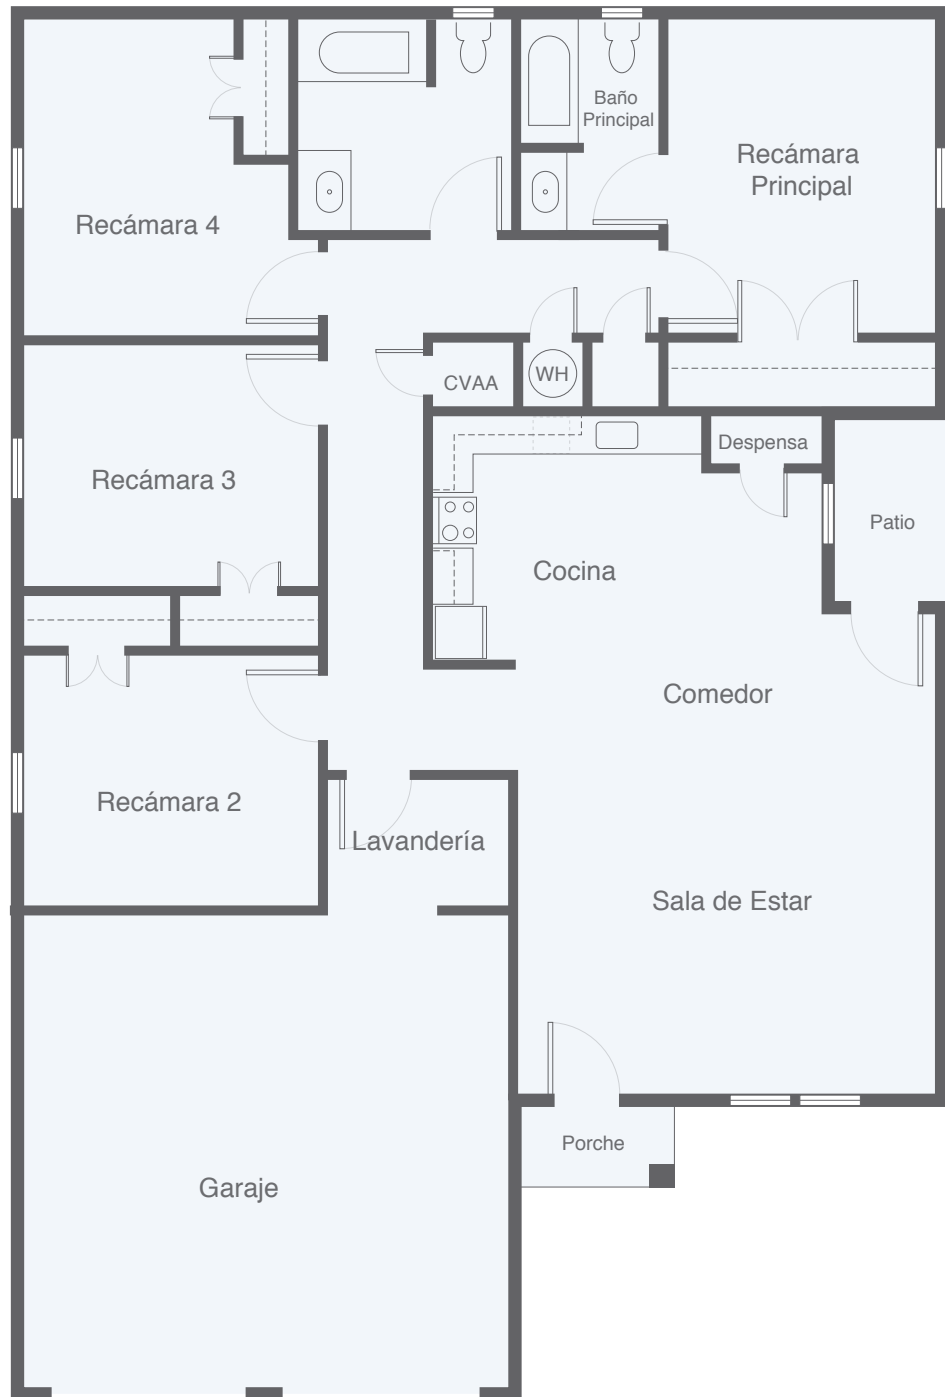 Baño
Principal
Recámara
Principal
Recámara 4
CVAA
WH
Despensa
Recámara 3
Patio
Cocina
Comedor
Recámara 2
Lavandería
Sala de Estar
Porche
Garaje